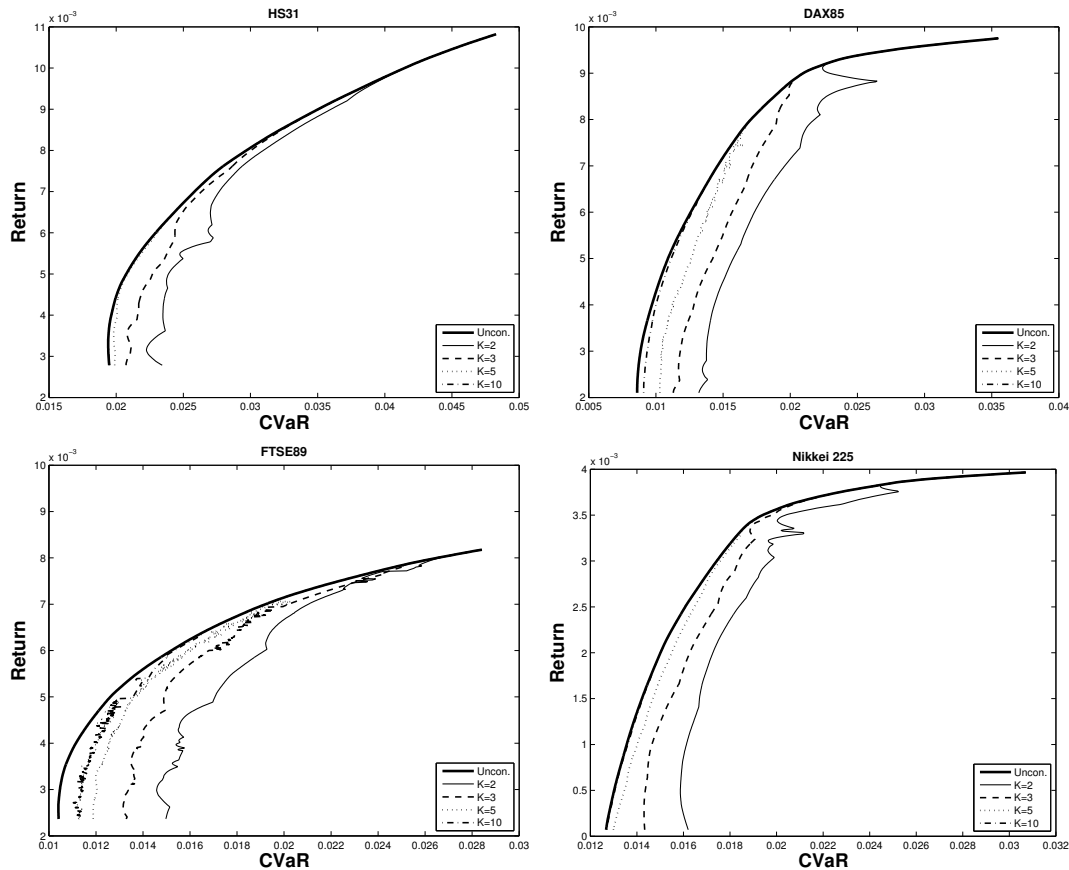 HS31
x 10⁻³
11
10
9
8
7
6
5
4
3
2
Return
0.015 0.02 0.025 0.03 0.035 0.04 0.045 0.05
CVaR
Uncon.
K=2
K=3
K=5
K=10
DAX85
x 10⁻³
10
9
8
7
6
5
4
3
2
Return
0.005 0.01 0.015 0.02 0.025 0.03 0.035 0.04
CVaR
Uncon.
K=2
K=3
K=5
K=10
FTSE89
x 10⁻³
10
9
8
7
6
5
4
3
2
Return
0.01 0.012 0.014 0.016 0.018 0.02 0.022 0.024 0.026 0.028 0.03
CVaR
Uncon.
K=2
K=3
K=5
K=10
Nikkei 225
x 10⁻³
4
3.5
3
2.5
2
1.5
1
0.5
0
Return
0.012 0.014 0.016 0.018 0.02 0.022 0.024 0.026 0.028 0.03 0.032
CVaR
Uncon.
K=2
K=3
K=5
K=10